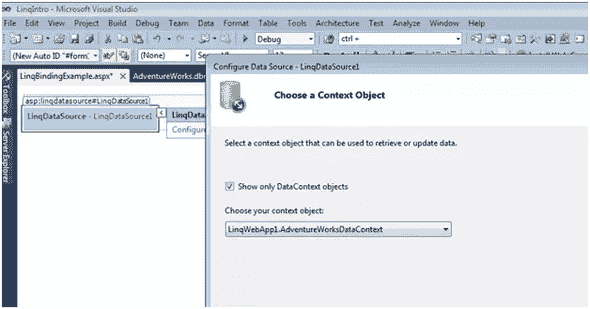 LinqIntro - Microsoft Visual Studio
File Edit View Project Build Debug Team Data Format Table Tools Architecture Test Analyze Window Help
Debug ctrl +
(New Auto ID "#form (None)
LinqBindingExample.aspx* × AdventureWorks.db
Toolbox
Server Explorer
asp:linqdatasource#LinqDataSource1
LinqDataSource - LinqDataSource1
LinqData
Configure
Configure Data Source - LinqDataSource1
Choose a Context Object
Select a context object that can be used to retrieve or update data.
Show only DataContext objects
Choose your context object:
LinqWebApp1.AdventureWorksDataContext